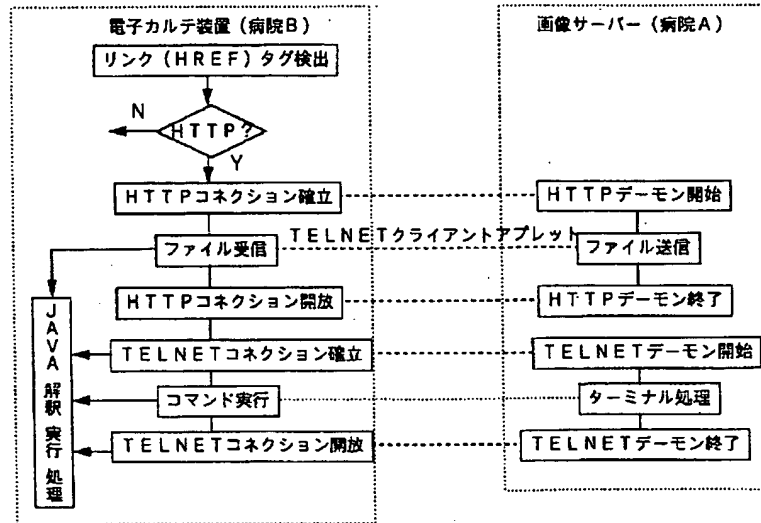 電子カルテ装置（病院B）
リンク（HREF）タグ検出
HTTP？
N
Y
HTTPコネクション確立
ファイル受信
HTTPコネクション開放
TELNETコネクション確立
コマンド実行
TELNETコネクション開放
JAVA解釈実行処理
TELNETクライアントアプレット
画像サーバー（病院A）
HTTPデーモン開始
ファイル送信
HTTPデーモン終了
TELNETデーモン開始
ターミナル処理
TELNETデーモン終了